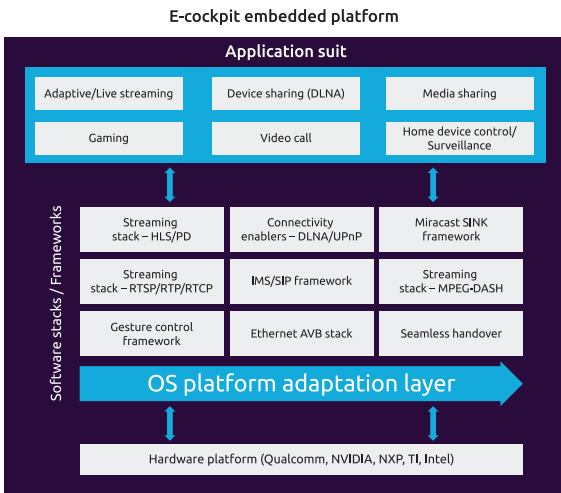 E-cockpit embedded platform
Application suit
Adaptive/Live streaming
Device sharing (DLNA)
Media sharing
Gaming
Video call
Home device control/
Surveillance
Software stacks / Frameworks
Streaming
stack – HLS/PD
Connectivity
enablers – DLNA/UPnP
Miracast SINK
framework
Streaming
stack – RTSP/RTP/RTCP
IMS/SIP framework
Streaming
stack – MPEG-DASH
Gesture control
framework
Ethernet AVB stack
Seamless handover
OS platform adaptation layer
Hardware platform (Qualcomm, NVIDIA, NXP, TI, Intel)